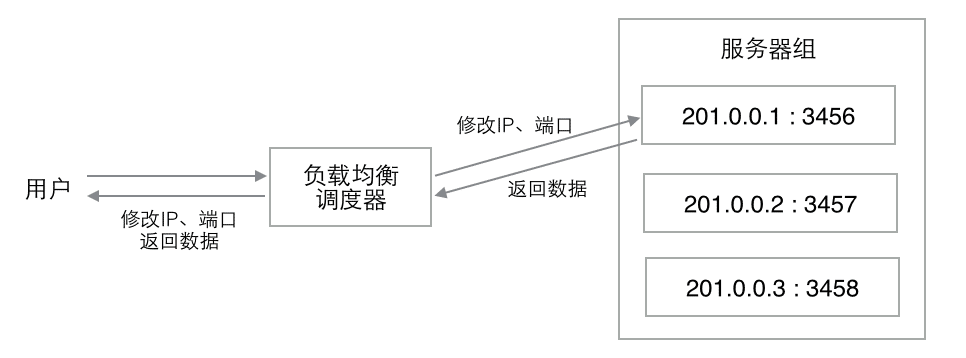 服务器组
201.0.0.1 : 3456
修改IP、端口
负载均衡
调度器
用户
返回数据
201.0.0.2 : 3457
修改IP、端口
返回数据
201.0.0.3 : 3458